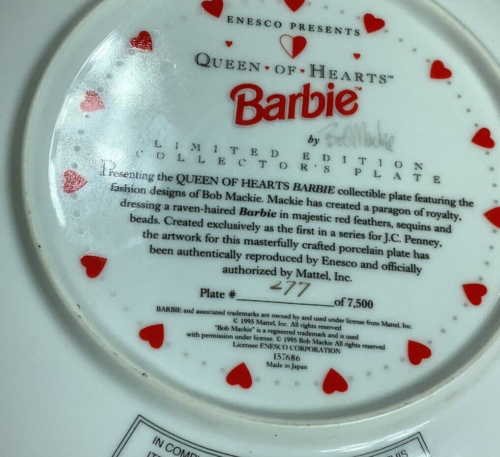 ENESCO PRESENTS
QUEEN • OF • HEARTS™
Barbie™
by Bob Mackie
LIMITED EDITION
COLLECTOR'S PLATE
Presenting the QUEEN OF HEARTS BARBIE collectible plate featuring the
fashion designs of Bob Mackie. Mackie has created a paragon of royalty,
dressing a raven-haired Barbie in majestic red feathers, sequins and
beads. Created exclusively as the first in a series for J.C. Penney,
the artwork for this masterfully crafted porcelain plate has
been authentically reproduced by Enesco and officially
authorized by Mattel, Inc.
Plate # 277 of 7,500
BARBIE and associated trademarks are owned by and used under license from Mattel, Inc.
© 1995 Mattel, Inc. All rights reserved
"Bob Mackie" is a registered trademark and is used
with permission under license. © 1995 Bob Mackie All rights reserved
Licensee ENESCO CORPORATION
157686
Made in Japan
IN
THIS